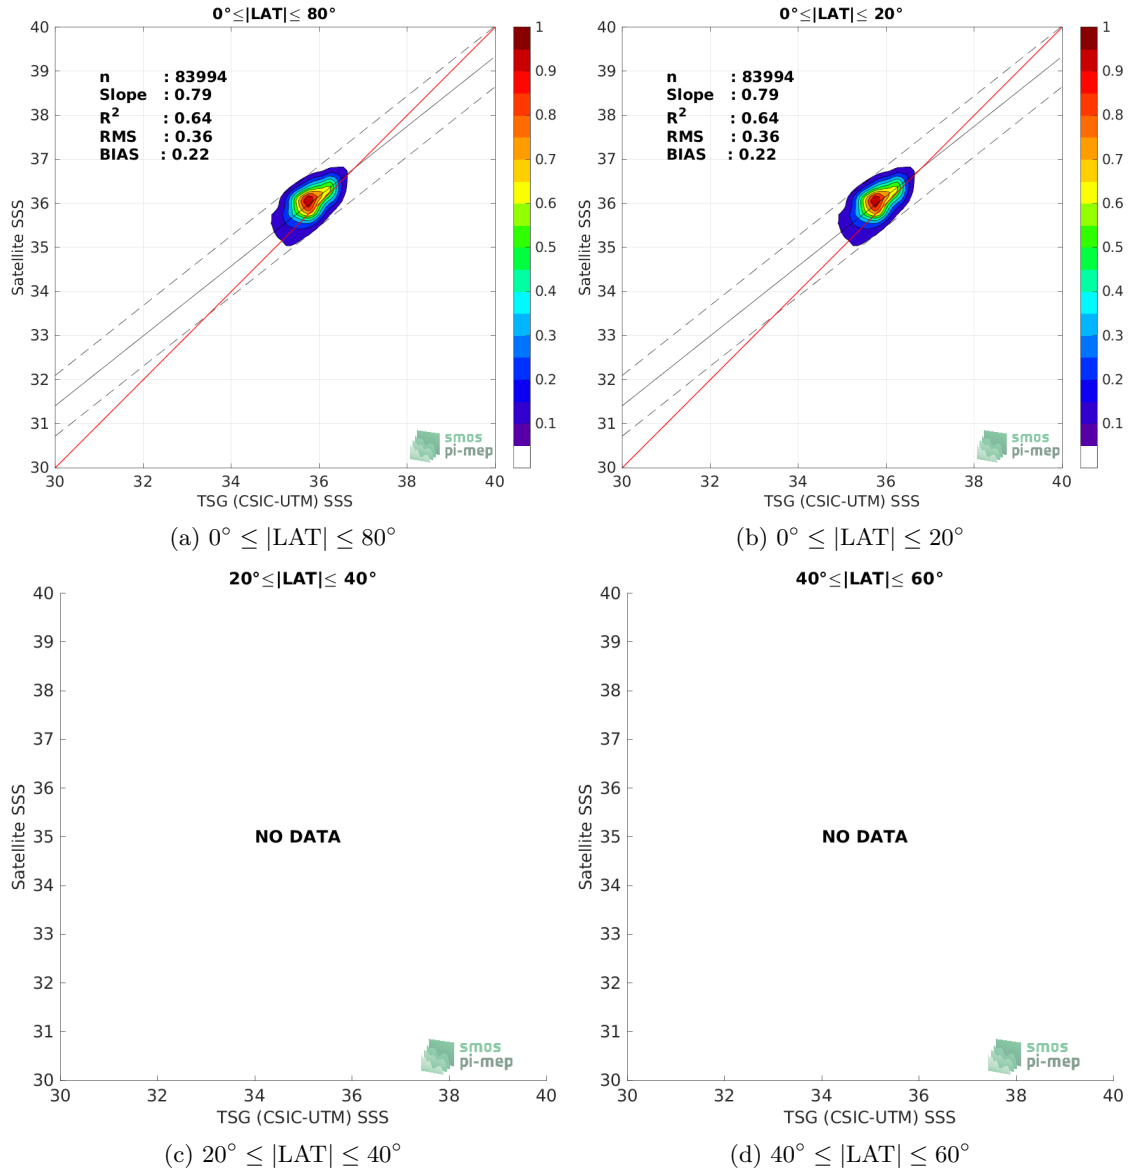 0°≤|LAT|≤ 80°
40
39
38
37
36
35
34
33
32
31
30
Satellite SSS
n : 83994
Slope : 0.79
R² : 0.64
RMS : 0.36
BIAS : 0.22
smos
pi-mep
30 32 34 36 38 40
TSG (CSIC-UTM) SSS
1
0.9
0.8
0.7
0.6
0.5
0.4
0.3
0.2
0.1
(a) 0° ≤ |LAT| ≤ 80°
0°≤|LAT|≤ 20°
40
39
38
37
36
35
34
33
32
31
30
Satellite SSS
n : 83994
Slope : 0.79
R² : 0.64
RMS : 0.36
BIAS : 0.22
smos
pi-mep
30 32 34 36 38 40
TSG (CSIC-UTM) SSS
1
0.9
0.8
0.7
0.6
0.5
0.4
0.3
0.2
0.1
(b) 0° ≤ |LAT| ≤ 20°
20°≤|LAT|≤ 40°
40
39
38
37
36
35
34
33
32
31
30
Satellite SSS
NO DATA
smos
pi-mep
30 32 34 36 38 40
TSG (CSIC-UTM) SSS
(c) 20° ≤ |LAT| ≤ 40°
40°≤|LAT|≤ 60°
40
39
38
37
36
35
34
33
32
31
30
Satellite SSS
NO DATA
smos
pi-mep
30 32 34 36 38 40
TSG (CSIC-UTM) SSS
(d) 40° ≤ |LAT| ≤ 60°